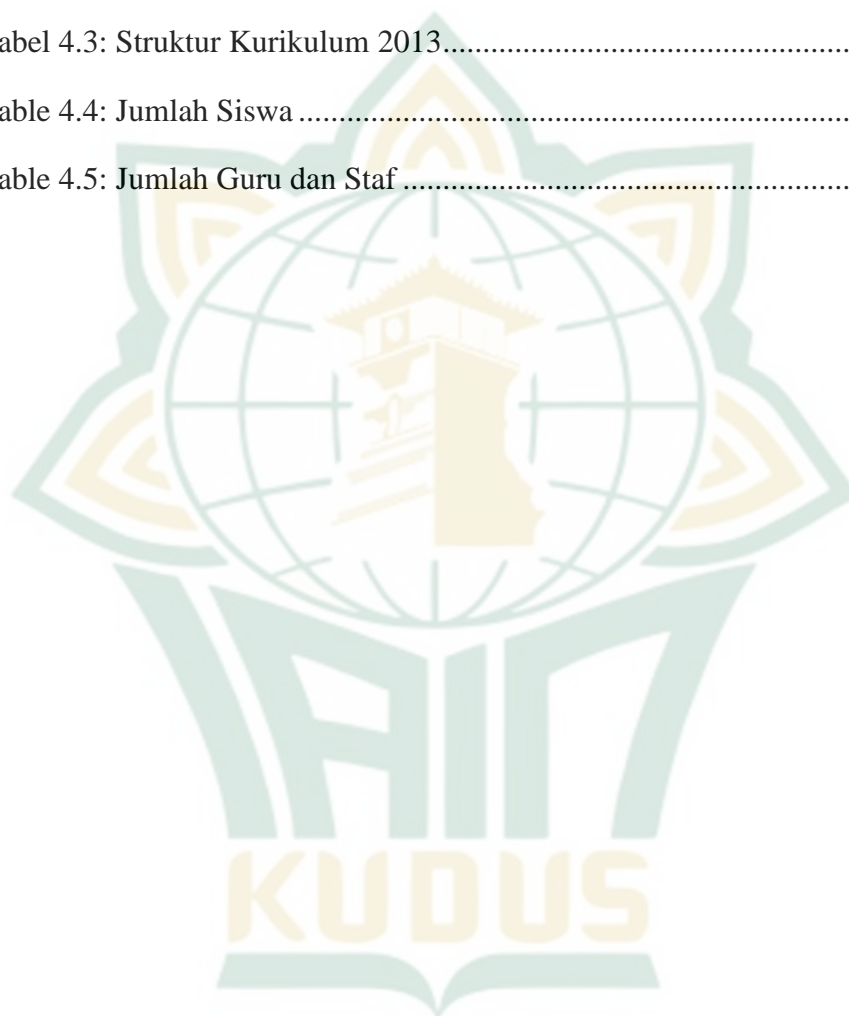 abel 4.3: Struktur Kurikulum 2013..................................................
able 4.4: Jumlah Siswa.....................................................................
able 4.5: Jumlah Guru dan Staf........................................................
IAIN
KUDUS